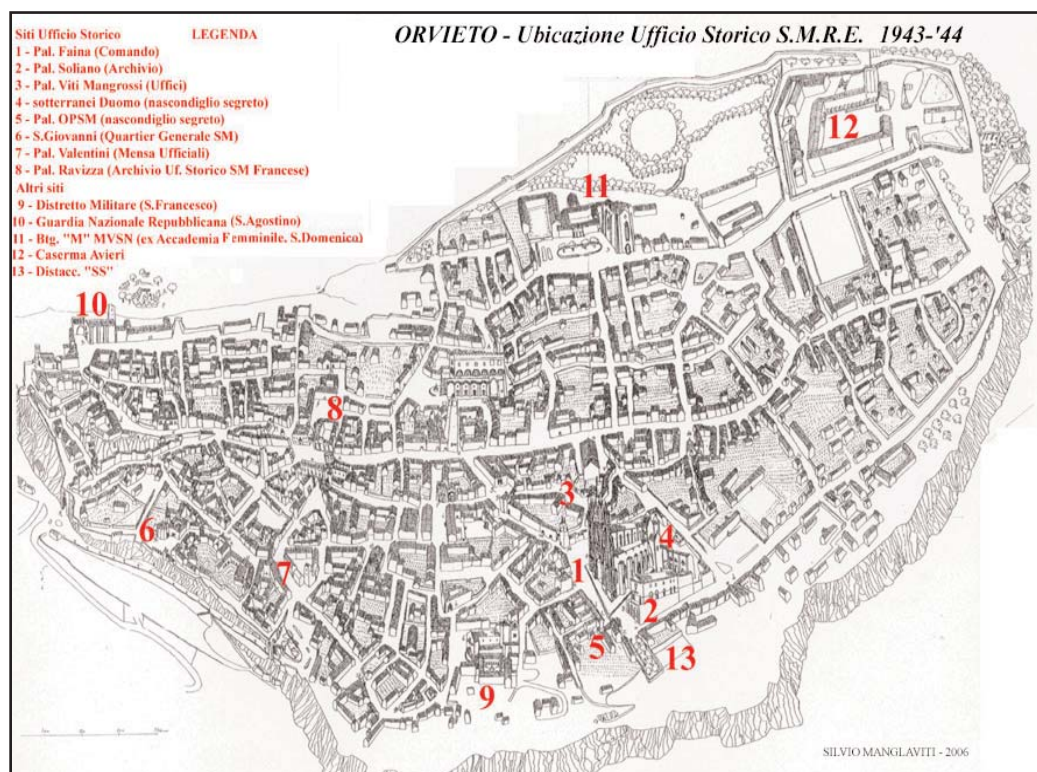 ORVIETO - Ubicazione Ufficio Storico S.M.R.E. 1943-'44
Siti Ufficio Storico LEGENDA
1 - Pal. Faina (Comando)
2 - Pal. Soliano (Archivio)
3 - Pal. Viti Mangrossi (Uffici)
4 - sotterranei Duomo (nascondiglio segreto)
5 - Pal. OPSM (nascondiglio segreto)
6 - S.Giovanni (Quartier Generale SM)
7 - Pal. Valentini (Mensa Ufficiali)
8 - Pal. Ravizza (Archivio Uf. Storico SM Francese)
Altri siti
9 - Distretto Militare (S.Francesco)
10 - Guardia Nazionale Repubblicana (S.Agostino)
11 - Btg. "M" MVSN (ex Accademia Femminile. S.Domenico)
12 - Caserma Avieri
13 - Distacc. "SS"
12
11
10
8
3
6
4
7
1
2
5
13
9
SILVIO MANGLAVITI - 2006